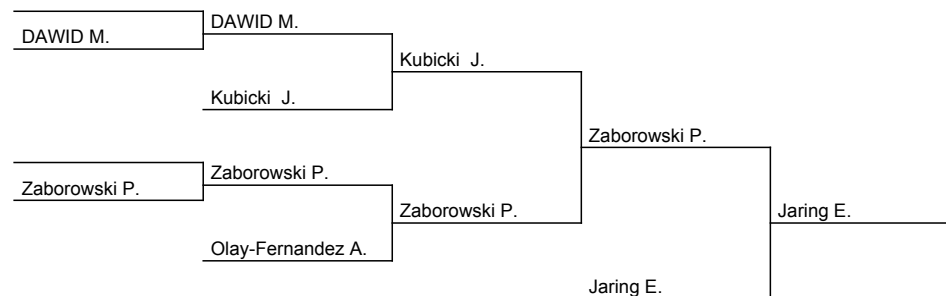 DAWID M.
DAWID M.
Kubicki  J.
Kubicki  J.
Zaborowski P.
Zaborowski P.
Zaborowski P.
Zaborowski P.
Jaring E.
Olay-Fernandez A.
Jaring E.